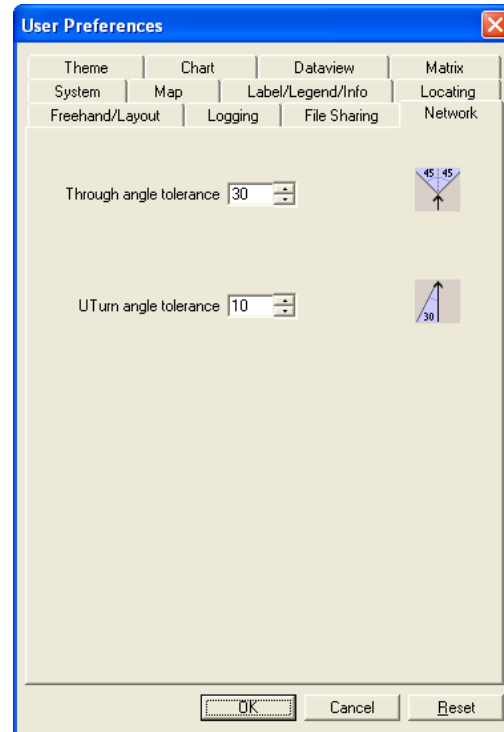 User Preferences
Theme Chart Dataview Matrix
System Map Label/Legend/Info Locating
Freehand/Layout Logging File Sharing Network
Through angle tolerance 30
45 45
UTurn angle tolerance 10
30
OK Cancel Reset